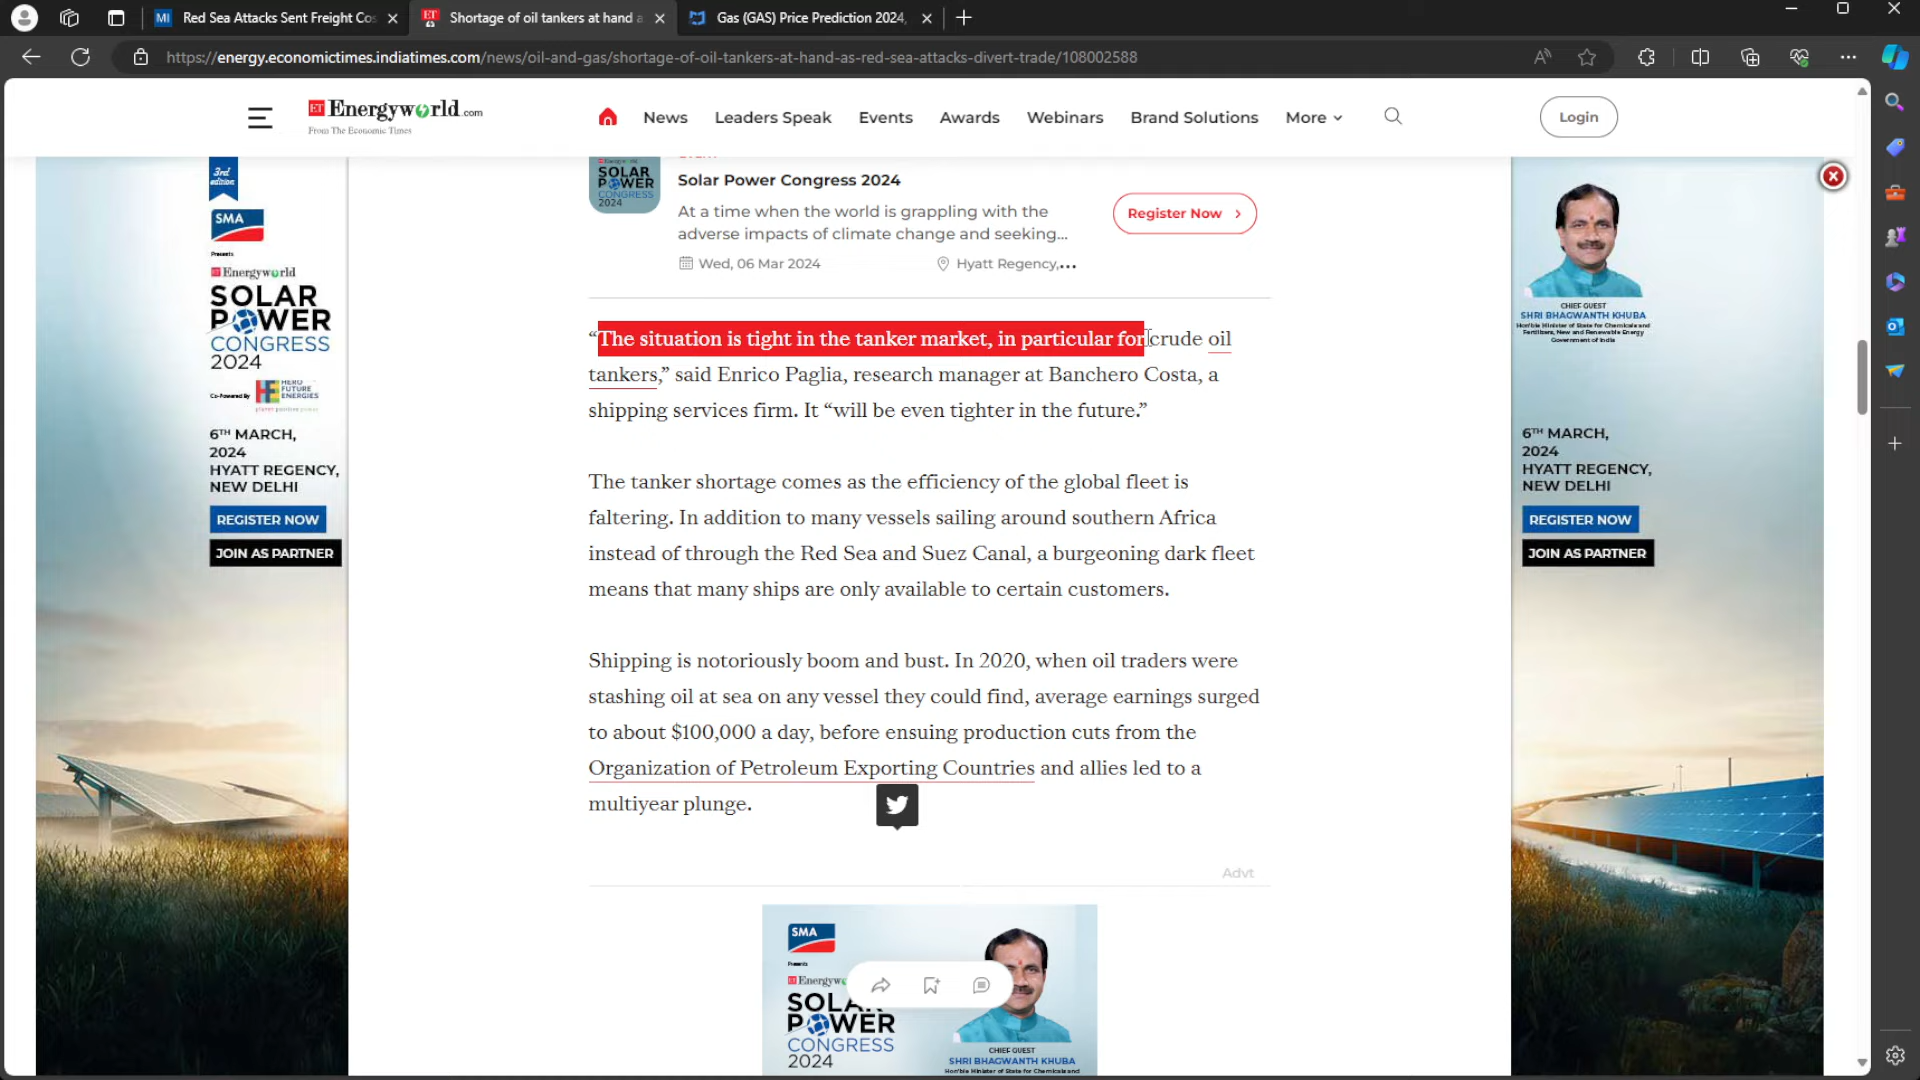 Red Sea Attacks Sent Freight Co
Shortage of oil tankers at hand a
Gas (GAS) Price Prediction 2024,
https://energy.economictimes.indiatimes.com/news/oil-and-gas/shortage-of-oil-tankers-at-hand-as-red-sea-attacks-divert-trade/108002588
ET Energyworld.com
From The Economic Times
News
Leaders Speak
Events
Awards
Webinars
Brand Solutions
More
Login
Solar Power Congress 2024
At a time when the world is grappling with the
adverse impacts of climate change and seeking...
Wed, 06 Mar 2024
Hyatt Regency,...
Register Now
SOLAR
POWER
CONGRESS
2024
“The situation is tight in the tanker market, in particular for crude oil
tankers,” said Enrico Paglia, research manager at Banchero Costa, a
shipping services firm. It “will be even tighter in the future.”
The tanker shortage comes as the efficiency of the global fleet is
faltering. In addition to many vessels sailing around southern Africa
instead of through the Red Sea and Suez Canal, a burgeoning dark fleet
means that many ships are only available to certain customers.
Shipping is notoriously boom and bust. In 2020, when oil traders were
stashing oil at sea on any vessel they could find, average earnings surged
to about $100,000 a day, before ensuing production cuts from the
Organization of Petroleum Exporting Countries and allies led to a
multiyear plunge.
Advt
3rd
edition
SMA
Presents
ET Energyworld
SOLAR
POWER
CONGRESS
2024
Co-Powered By
HERO
FUTURE
ENERGIES
6TH MARCH,
2024
HYATT REGENCY,
NEW DELHI
REGISTER NOW
JOIN AS PARTNER
CHIEF GUEST
SHRI BHAGWANTH KHUBA
Hon'ble Minister of State for Chemicals and
Fertilizers, New and Renewable Energy
Government of India
6TH MARCH,
2024
HYATT REGENCY,
NEW DELHI
REGISTER NOW
JOIN AS PARTNER
SMA
Presents
Energyw
SOLA
POWER
CONGRESS
2024
CHIEF GUEST
SHRI BHAGWANTH KHUBA
Hon'ble Minister of State for Chemicals and